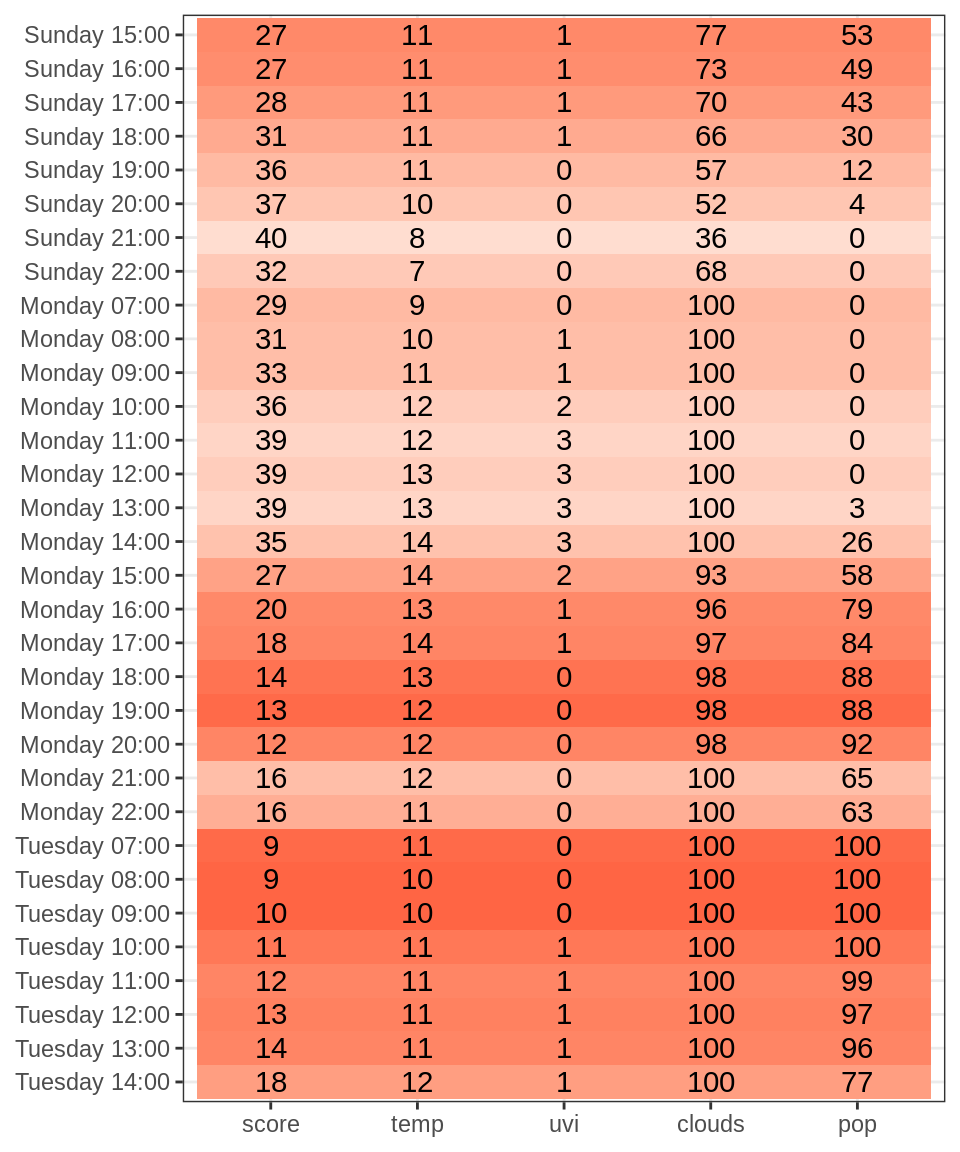 Sunday 15:00 27 11 1 77 53
Sunday 16:00 27 11 1 73 49
Sunday 17:00 28 11 1 70 43
Sunday 18:00 31 11 1 66 30
Sunday 19:00 36 11 0 57 12
Sunday 20:00 37 10 0 52 4
Sunday 21:00 40 8 0 36 0
Sunday 22:00 32 7 0 68 0
Monday 07:00 29 9 0 100 0
Monday 08:00 31 10 1 100 0
Monday 09:00 33 11 1 100 0
Monday 10:00 36 12 2 100 0
Monday 11:00 39 12 3 100 0
Monday 12:00 39 13 3 100 0
Monday 13:00 39 13 3 100 3
Monday 14:00 35 14 3 100 26
Monday 15:00 27 14 2 93 58
Monday 16:00 20 13 1 96 79
Monday 17:00 18 14 1 97 84
Monday 18:00 14 13 0 98 88
Monday 19:00 13 12 0 98 88
Monday 20:00 12 12 0 98 92
Monday 21:00 16 12 0 100 65
Monday 22:00 16 11 0 100 63
Tuesday 07:00 9 11 0 100 100
Tuesday 08:00 9 10 0 100 100
Tuesday 09:00 10 10 0 100 100
Tuesday 10:00 11 11 1 100 100
Tuesday 11:00 12 11 1 100 99
Tuesday 12:00 13 11 1 100 97
Tuesday 13:00 14 11 1 100 96
Tuesday 14:00 18 12 1 100 77
score temp uvi clouds pop